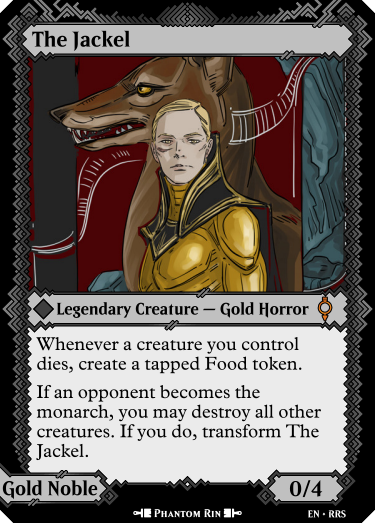 The Jackel
Legendary Creature — Gold Horror
Whenever a creature you control
dies, create a tapped Food token.
If an opponent becomes the
monarch, you may destroy all other
creatures. If you do, transform The
Jackel.
Gold Noble
0/4
Phantom Rin
EN • RRS